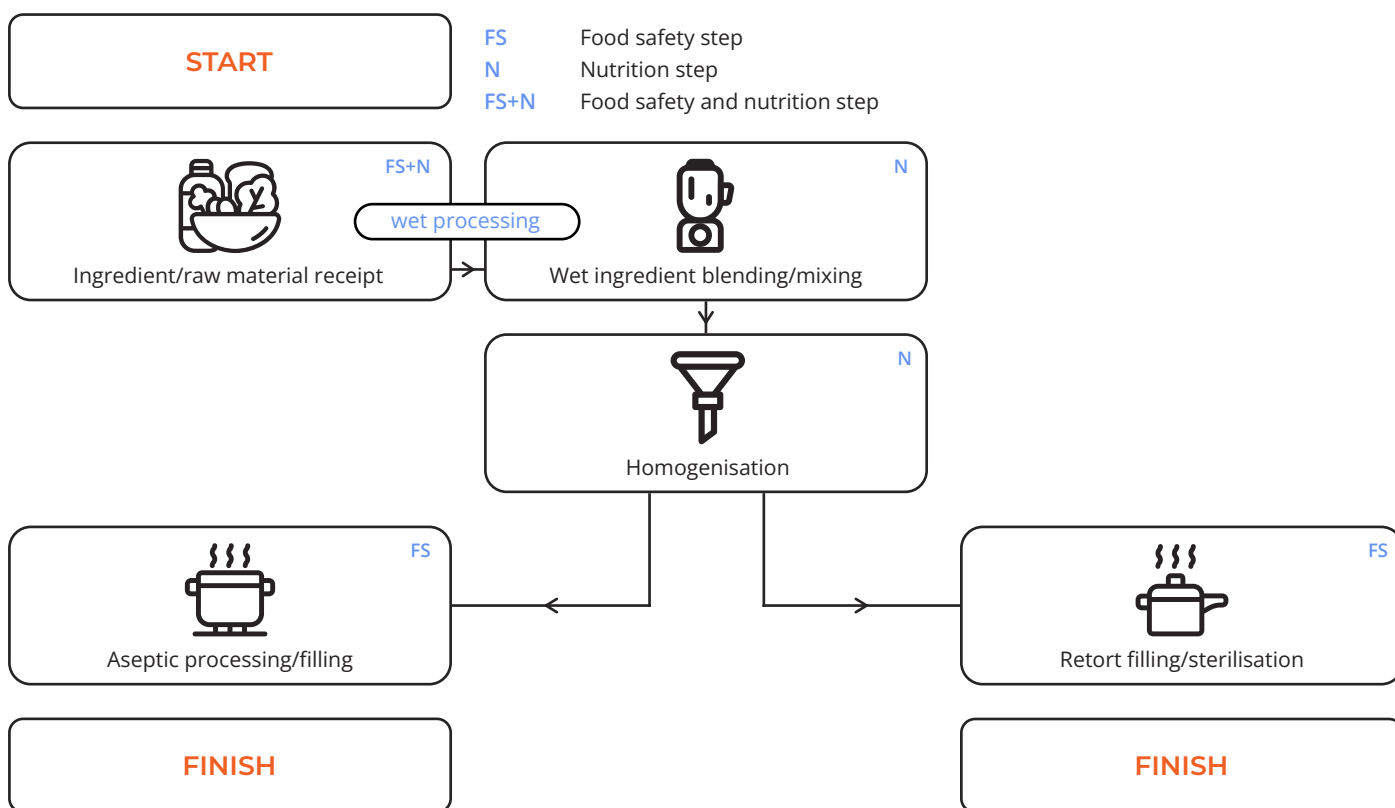 START
FS Food safety step
N Nutrition step
FS+N Food safety and nutrition step
FS+N
N
wet processing
Ingredient/raw material receipt
Wet ingredient blending/mixing
N
Homogenisation
FS
FS
Aseptic processing/filling
Retort filling/sterilisation
FINISH
FINISH